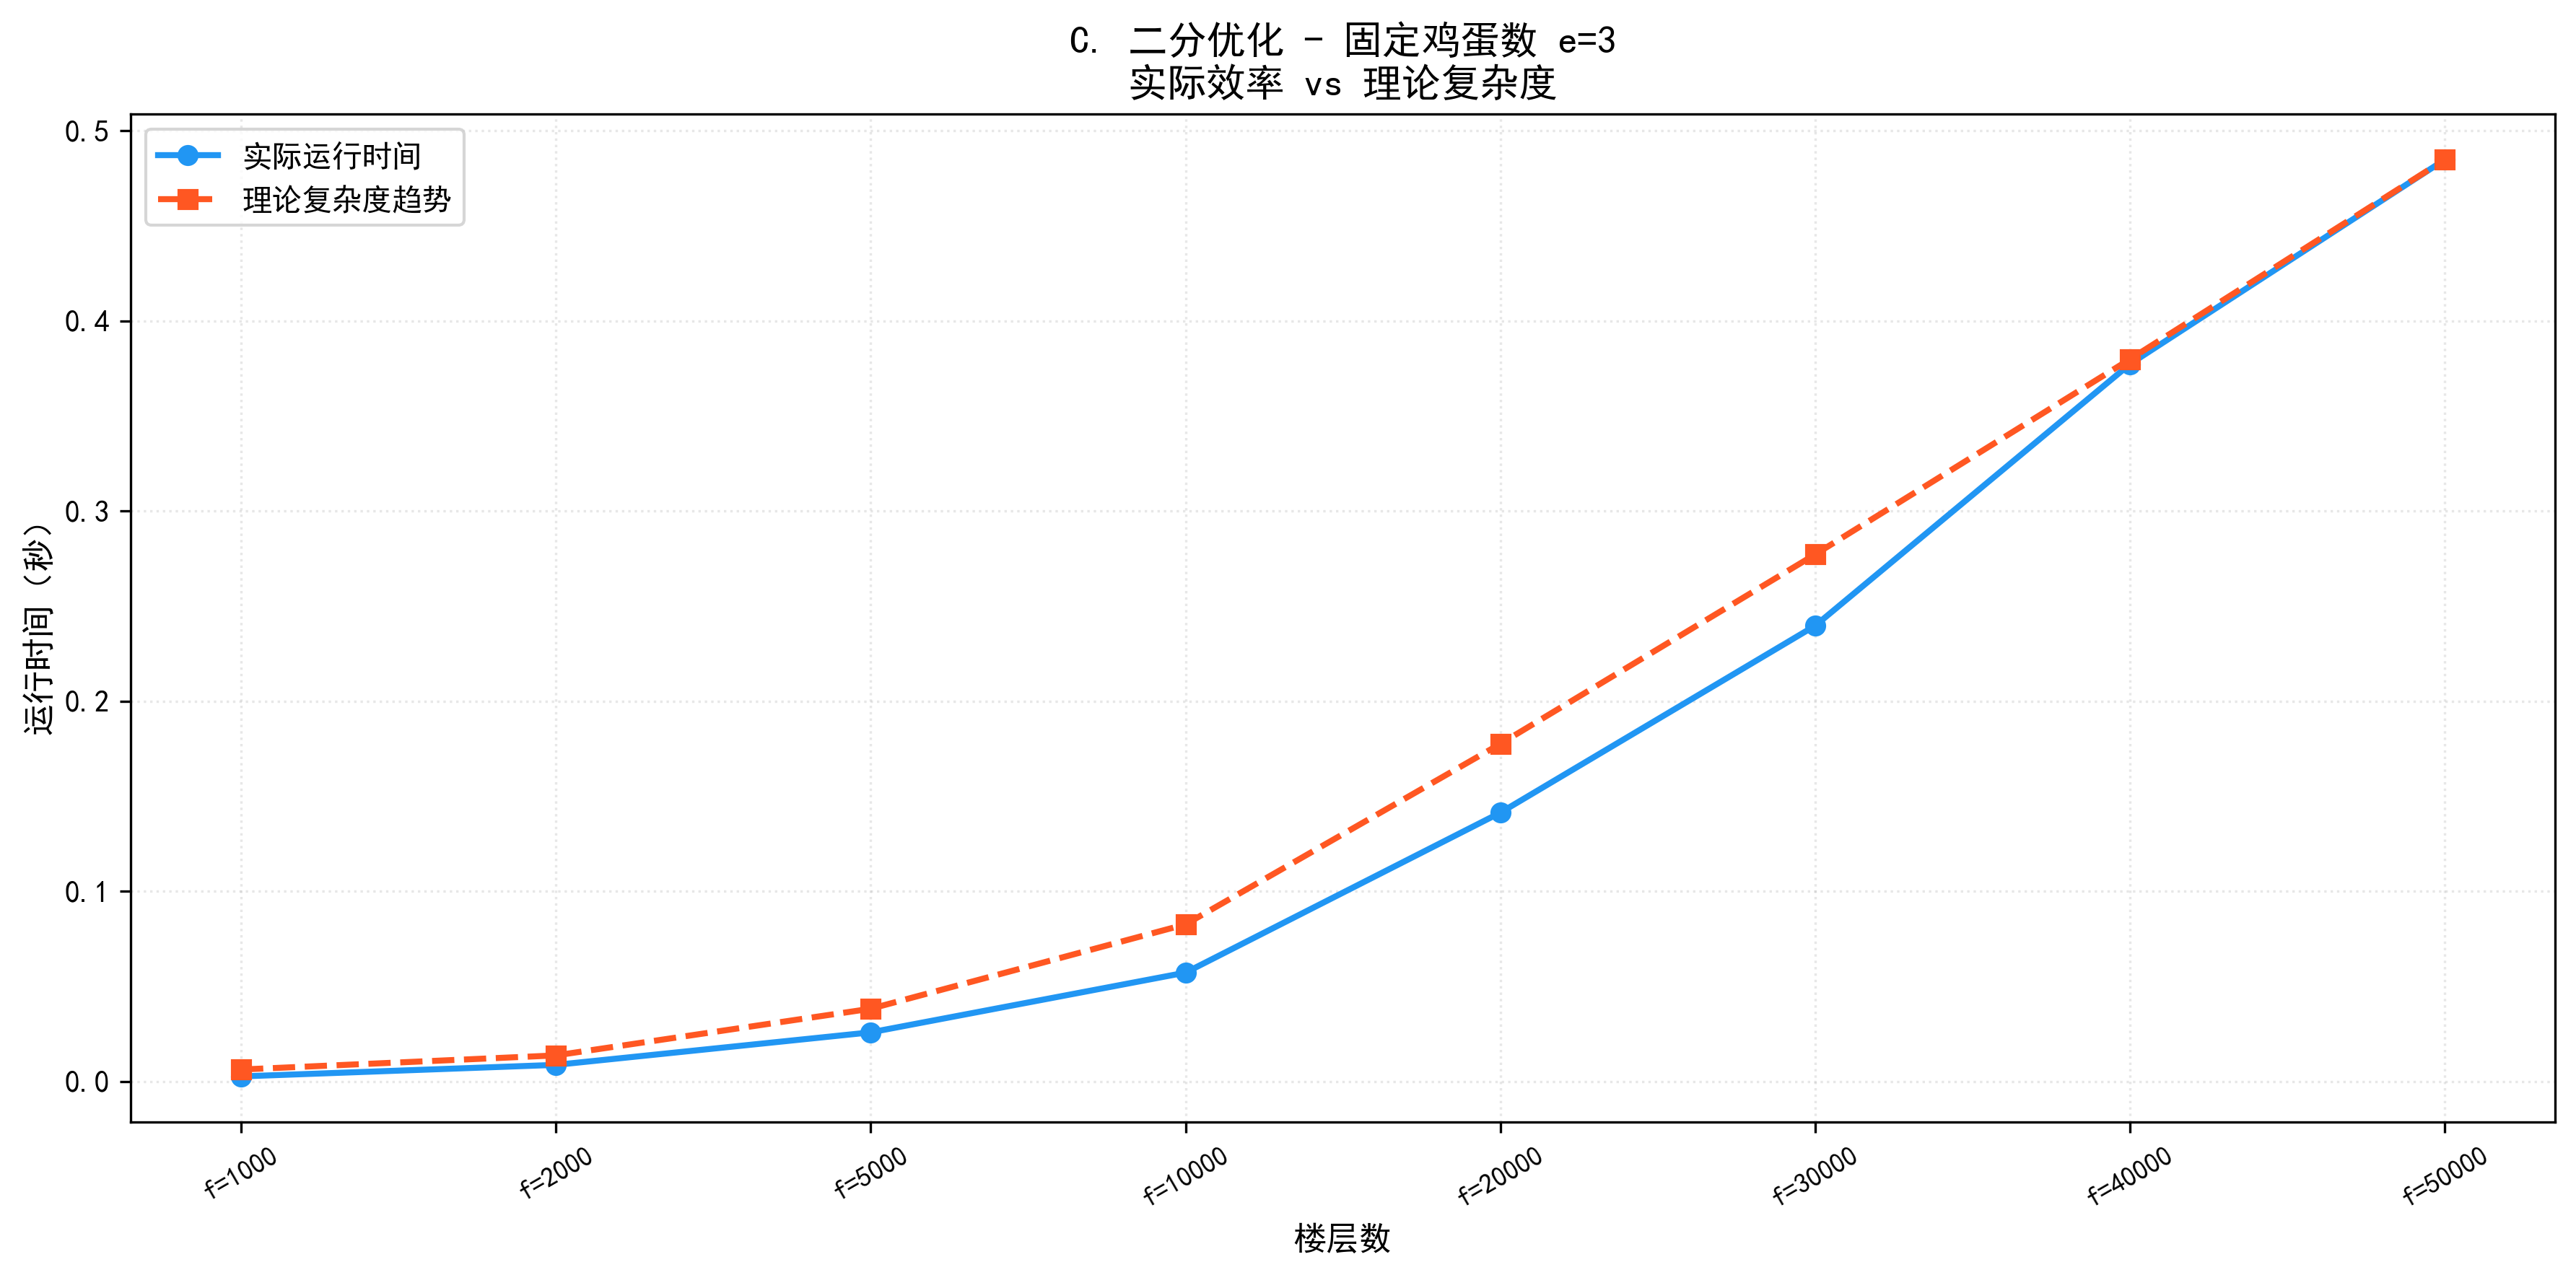 C. 二分优化 - 固定鸡蛋数 e=3
实际效率 vs 理论复杂度
实际运行时间
理论复杂度趋势
运行时间（秒）
0.5
0.4
0.3
0.2
0.1
0.0
f=1000
f=2000
f=5000
f=10000
f=20000
f=30000
f=40000
f=50000
楼层数